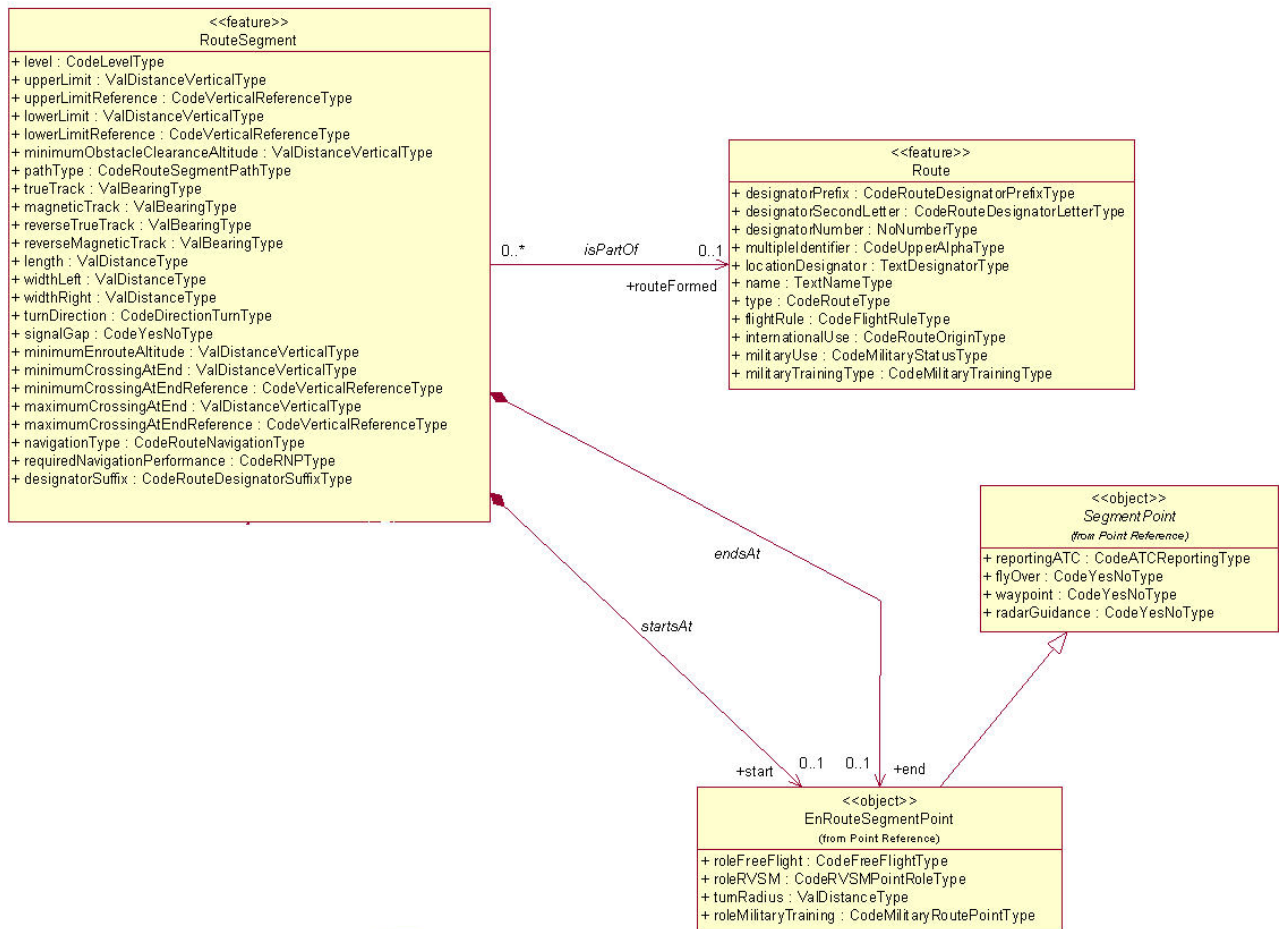 <<feature>>
RouteSegment
+ level : CodeLevelType
+ upperLimit : ValDistanceVerticalType
+ upperLimitReference : CodeVerticalReferenceType
+ lowerLimit : ValDistanceVerticalType
+ lowerLimitReference : CodeVerticalReferenceType
+ minimumObstacleClearanceAltitude : ValDistanceVerticalType
+ pathType : CodeRouteSegmentPathType
+ trueTrack : ValBearingType
+ magneticTrack : ValBearingType
+ reverseTrueTrack : ValBearingType
+ reverseMagneticTrack : ValBearingType
+ length : ValDistanceType
+ widthLeft : ValDistanceType
+ widthRight : ValDistanceType
+ turnDirection : CodeDirectionTurnType
+ signalGap : CodeYesNoType
+ minimumEnrouteAltitude : ValDistanceVerticalType
+ minimumCrossingAtEnd : ValDistanceVerticalType
+ minimumCrossingAtEndReference : CodeVerticalReferenceType
+ maximumCrossingAtEnd : ValDistanceVerticalType
+ maximumCrossingAtEndReference : CodeVerticalReferenceType
+ navigationType : CodeRouteNavigationType
+ requiredNavigationPerformance : CodeRNPType
+ designatorSuffix : CodeRouteDesignatorSuffixType
0..*
isPartOf
0..1
+routeFormed
<<feature>>
Route
+ designatorPrefix : CodeRouteDesignatorPrefixType
+ designatorSecondLetter : CodeRouteDesignatorLetterType
+ designatorNumber : NoNumberType
+ multipleIdentifier : CodeUpperAlphaType
+ locationDesignator : TextDesignatorType
+ name : TextNameType
+ type : CodeRouteType
+ flightRule : CodeFlightRuleType
+ internationalUse : CodeRouteOriginType
+ militaryUse : CodeMilitaryStatusType
+ militaryTrainingType : CodeMilitaryTrainingType
endsAt
startsAt
<<object>>
SegmentPoint
(from Point Reference)
+ reportingATC : CodeATCReportingType
+ flyOver : CodeYesNoType
+ waypoint : CodeYesNoType
+ radarGuidance : CodeYesNoType
+start
0..1
0..1
+end
<<object>>
EnRouteSegmentPoint
(from Point Reference)
+ roleFreeFlight : CodeFreeFlightType
+ roleRVSM : CodeRVSMPointRoleType
+ turnRadius : ValDistanceType
+ roleMilitaryTraining : CodeMilitaryRoutePointType